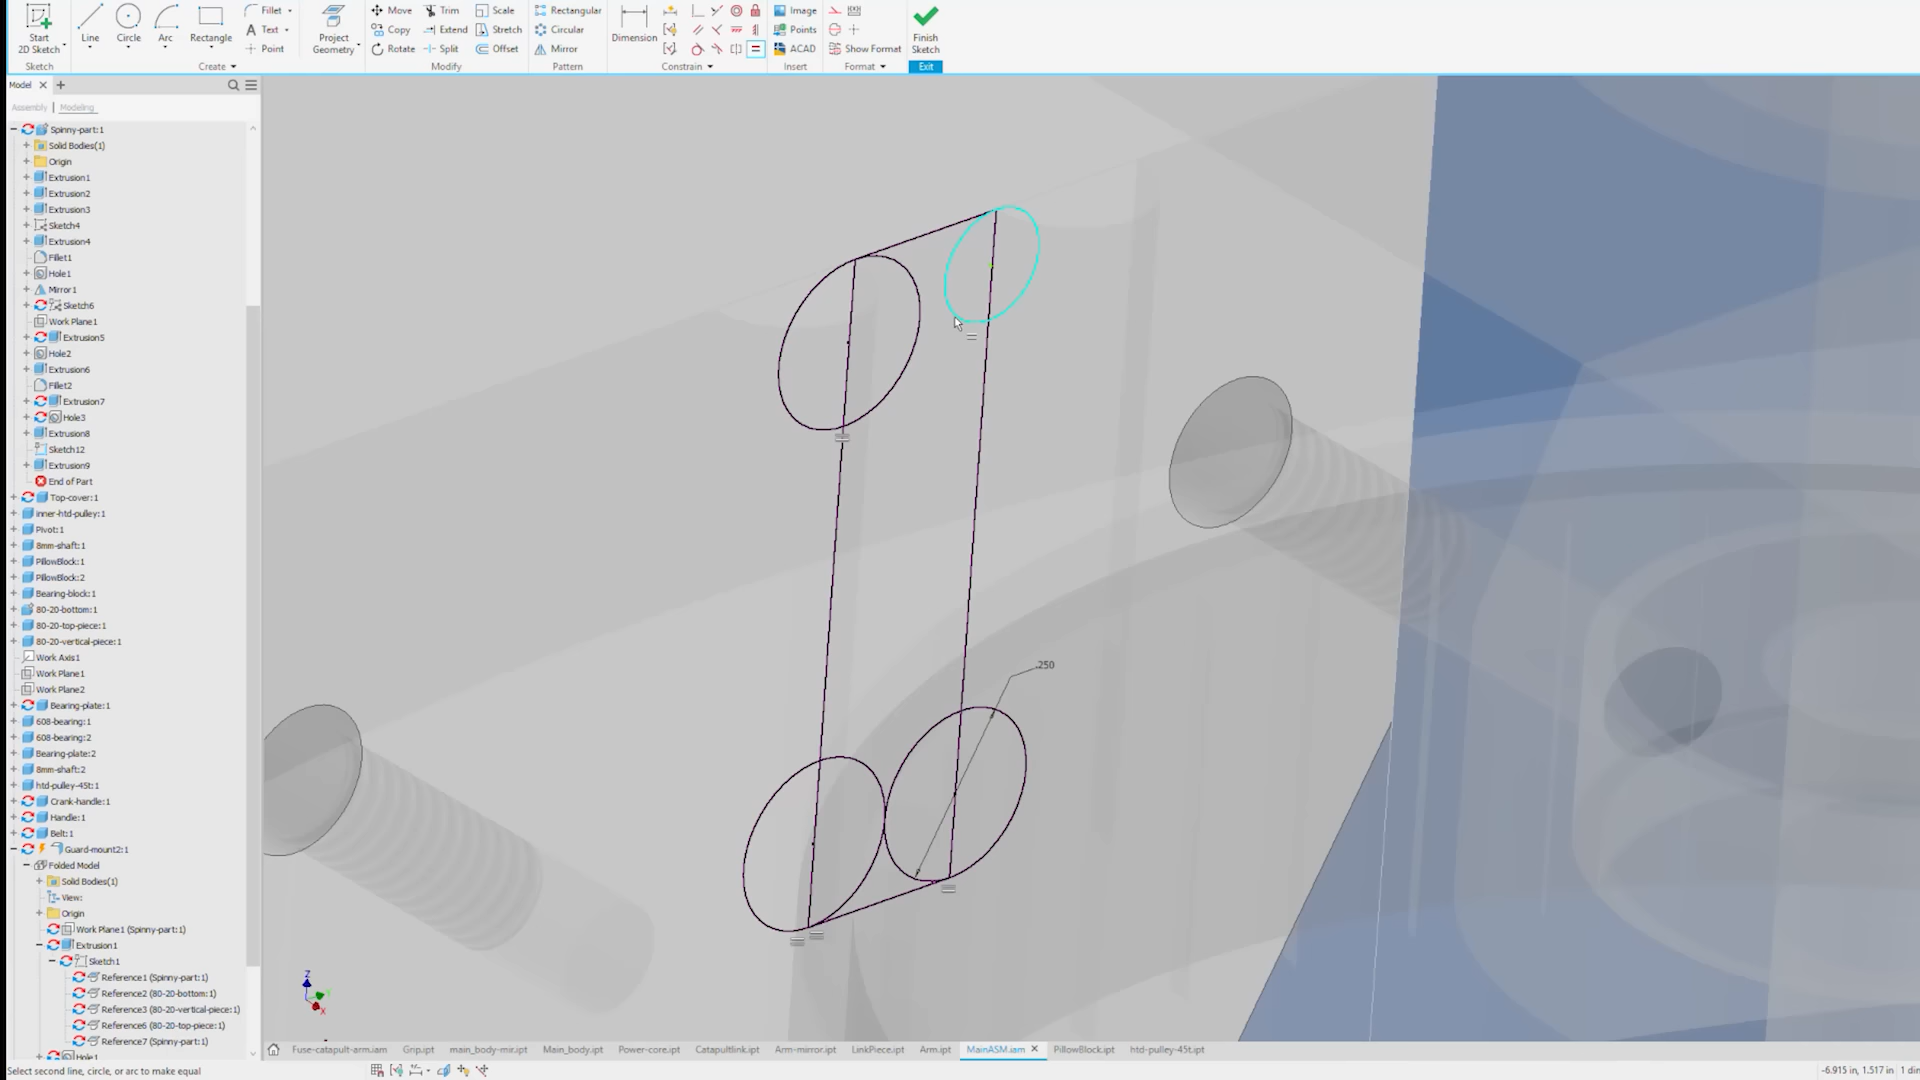 Start
2D Sketch
Line
Circle
Arc
Rectangle
Fillet
Text
Point
Project
Geometry
Move
Copy
Rotate
Trim
Extend
Split
Scale
Stretch
Offset
Rectangular
Circular
Mirror
Dimension
Image
Points
ACAD
Show Format
Finish
Sketch
Sketch
Create
Modify
Pattern
Constrain
Insert
Format
Exit
Model
Assembly
Modeling
Spinny-part:1
Solid Bodies(1)
Origin
Extrusion1
Extrusion2
Extrusion3
Sketch4
Extrusion4
Fillet1
Hole1
Mirror1
Sketch6
Work Plane1
Extrusion5
Hole2
Extrusion6
Fillet2
Extrusion7
Hole3
Extrusion8
Sketch12
Extrusion9
End of Part
Top-cover:1
inner-htd-pulley:1
Pivot:1
8mm-shaft:1
PillowBlock:1
PillowBlock:2
Bearing-block:1
80-20-bottom:1
80-20-top-piece:1
80-20-vertical-piece:1
Work Axis1
Work Plane1
Work Plane2
Bearing-plate:1
608-bearing:1
608-bearing:2
Bearing-plate:2
8mm-shaft:2
htd-pulley-45t:1
Crank-handle:1
Handle:1
Belt:1
Guard-mount2:1
Folded Model
Solid Bodies(1)
View:
Origin
Work Plane1 (Spinny-part:1)
Extrusion1
Sketch1
Reference1 (Spinny-part:1)
Reference2 (80-20-bottom:1)
Reference3 (80-20-vertical-piece:1)
Reference6 (80-20-top-piece:1)
Reference7 (Spinny-part:1)
Hole1
.250
Z
X
Fuse-catapult-arm.iam
Grip.ipt
main_body-mir.ipt
Main_body.ipt
Power-core.ipt
Catapultlink.ipt
Arm-mirror.ipt
LinkPiece.ipt
Arm.ipt
MainASM.iam
PillowBlock.ipt
htd-pulley-45t.ipt
Select second line, circle, or arc to make equal
-6.915 in, 1.517 in